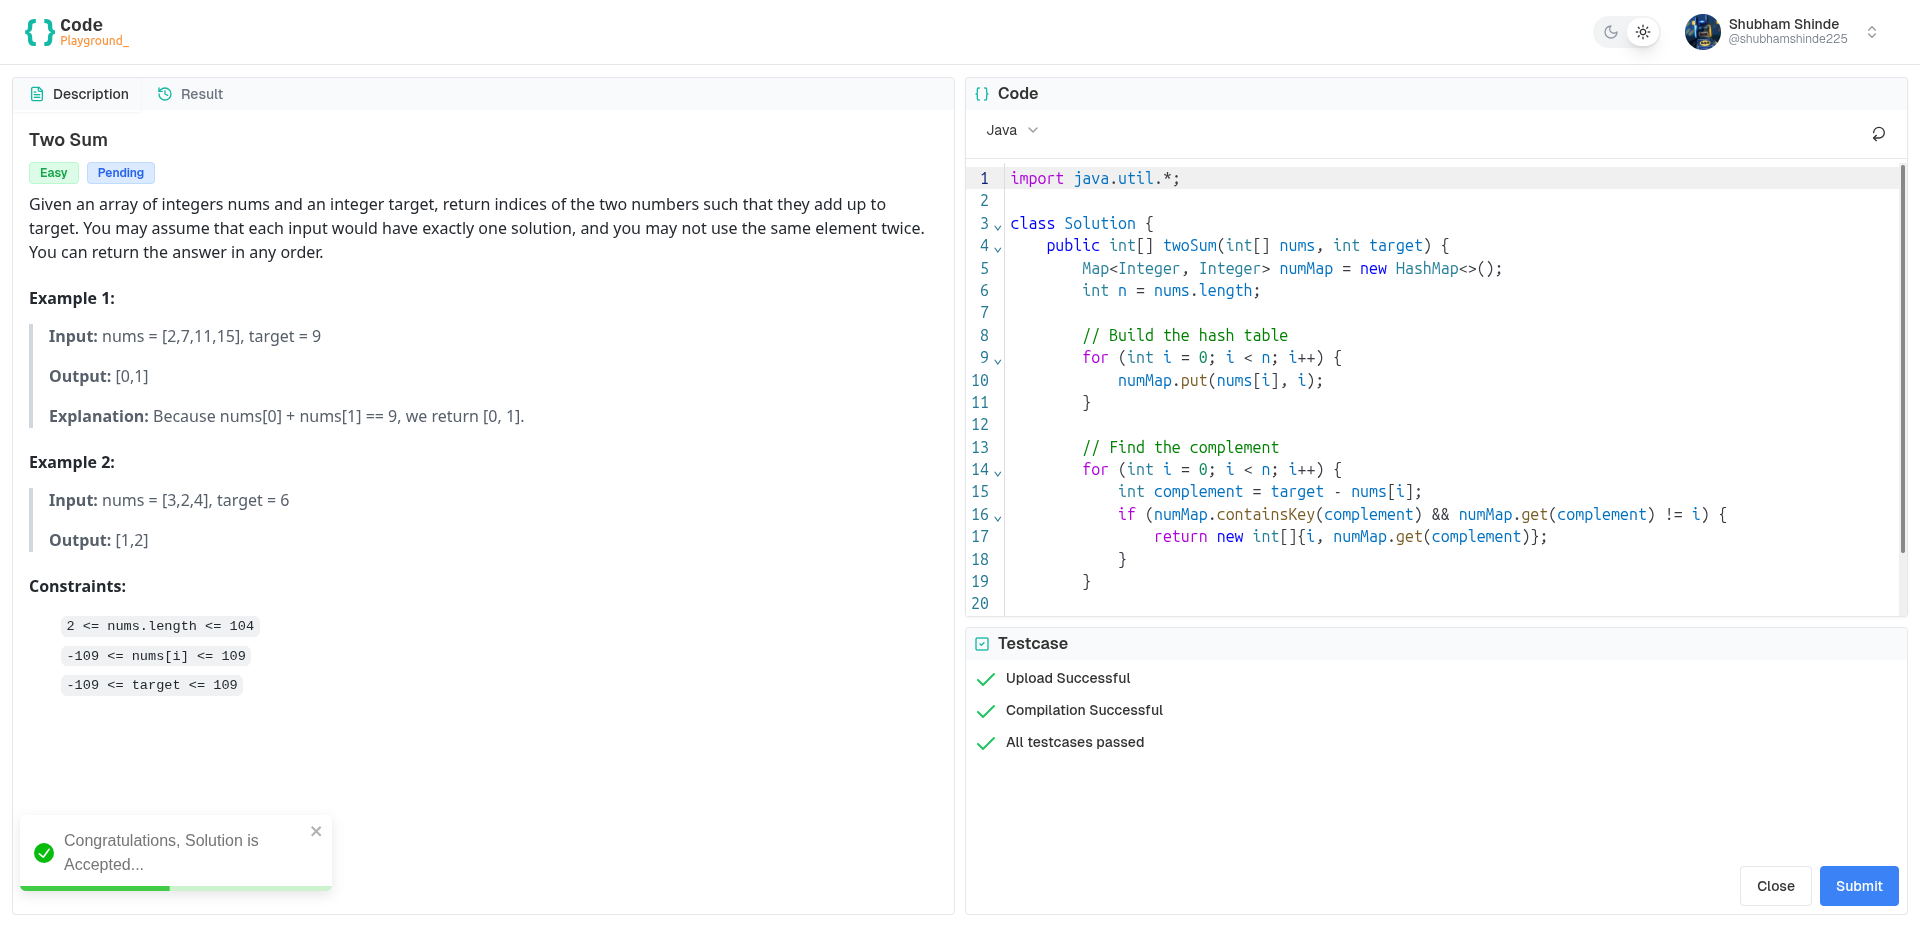 { } Code
Playground_
Shubham Shinde
@shubhamshinde225
Description
Result
Two Sum
Easy
Pending
Given an array of integers nums and an integer target, return indices of the two numbers such that they add up to
target. You may assume that each input would have exactly one solution, and you may not use the same element twice.
You can return the answer in any order.
Example 1:
Input: nums = [2,7,11,15], target = 9
Output: [0,1]
Explanation: Because nums[0] + nums[1] == 9, we return [0, 1].
Example 2:
Input: nums = [3,2,4], target = 6
Output: [1,2]
Constraints:
2 <= nums.length <= 104
-109 <= nums[i] <= 109
-109 <= target <= 109
Congratulations, Solution is
Accepted...
{ } Code
Java
1 import java.util.*;
2
3 class Solution {
4     public int[] twoSum(int[] nums, int target) {
5         Map<Integer, Integer> numMap = new HashMap<>();
6         int n = nums.length;
7
8         // Build the hash table
9         for (int i = 0; i < n; i++) {
10             numMap.put(nums[i], i);
11         }
12
13         // Find the complement
14         for (int i = 0; i < n; i++) {
15             int complement = target - nums[i];
16             if (numMap.containsKey(complement) && numMap.get(complement) != i) {
17                 return new int[]{i, numMap.get(complement)};
18             }
19         }
20
Testcase
Upload Successful
Compilation Successful
All testcases passed
Close
Submit